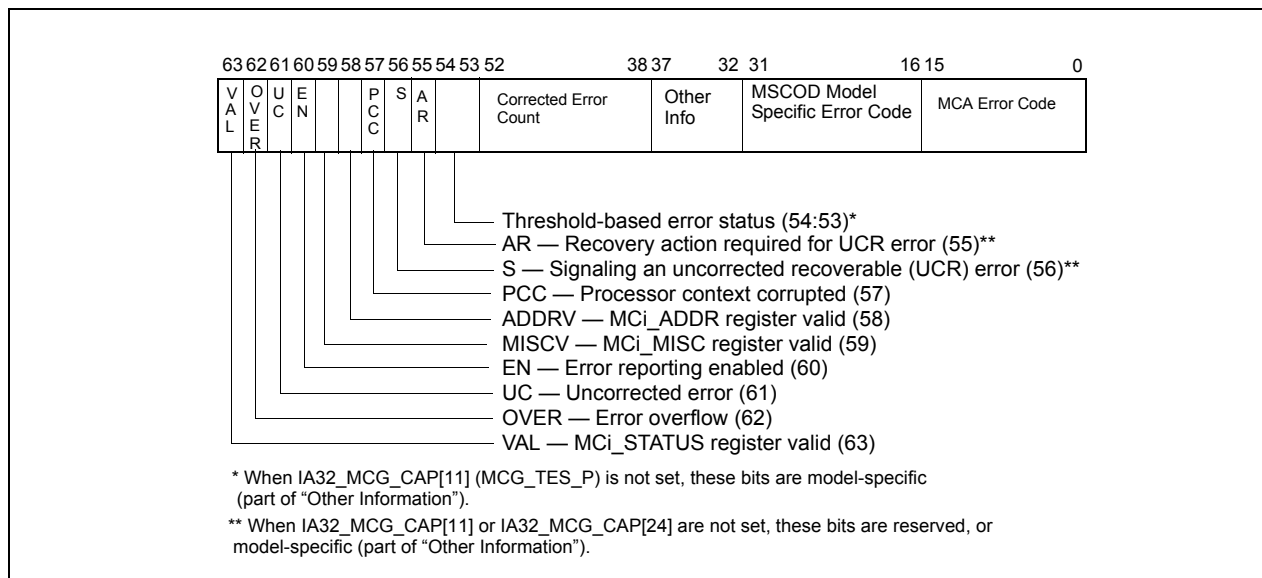 63 62 61 60 59 58 57 56 55 54 53 52 38 37 32 31 16 15 0
VAL
OVER
UC
EN
PCC
S
AR
Corrected Error
Count
Other
Info
MSCOD Model
Specific Error Code
MCA Error Code
Threshold-based error status (54:53)*
AR — Recovery action required for UCR error (55)**
S — Signaling an uncorrected recoverable (UCR) error (56)**
PCC — Processor context corrupted (57)
ADDRV — MCi_ADDR register valid (58)
MISCV — MCi_MISC register valid (59)
EN — Error reporting enabled (60)
UC — Uncorrected error (61)
OVER — Error overflow (62)
VAL — MCi_STATUS register valid (63)
* When IA32_MCG_CAP[11] (MCG_TES_P) is not set, these bits are model-specific
(part of “Other Information”).
** When IA32_MCG_CAP[11] or IA32_MCG_CAP[24] are not set, these bits are reserved, or
model-specific (part of “Other Information”).